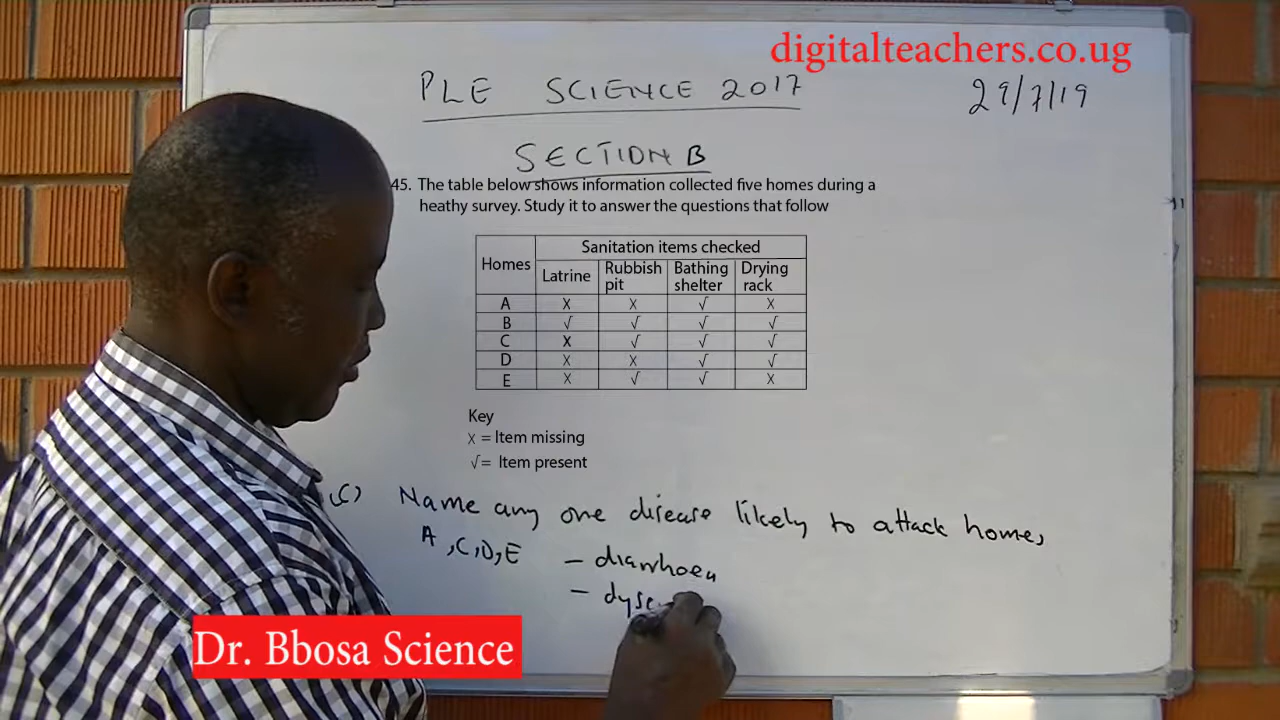 digitalteachers.co.ug
PLE SCIENCE 2017
29/7/19
SECTION B
45. The table below shows information collected five homes during a
heathy survey. Study it to answer the questions that follow
Homes Sanitation items checked
Latrine Rubbish pit Bathing shelter Drying rack
A X X √ X
B √ √ √ √
C X √ √ √
D X X √ √
E X √ √ X
Key
X = Item missing
√= Item present
(c) Name any one disease likely to attack home,
A, C, D, E – diarrhoea
– dyse
Dr. Bbosa Science